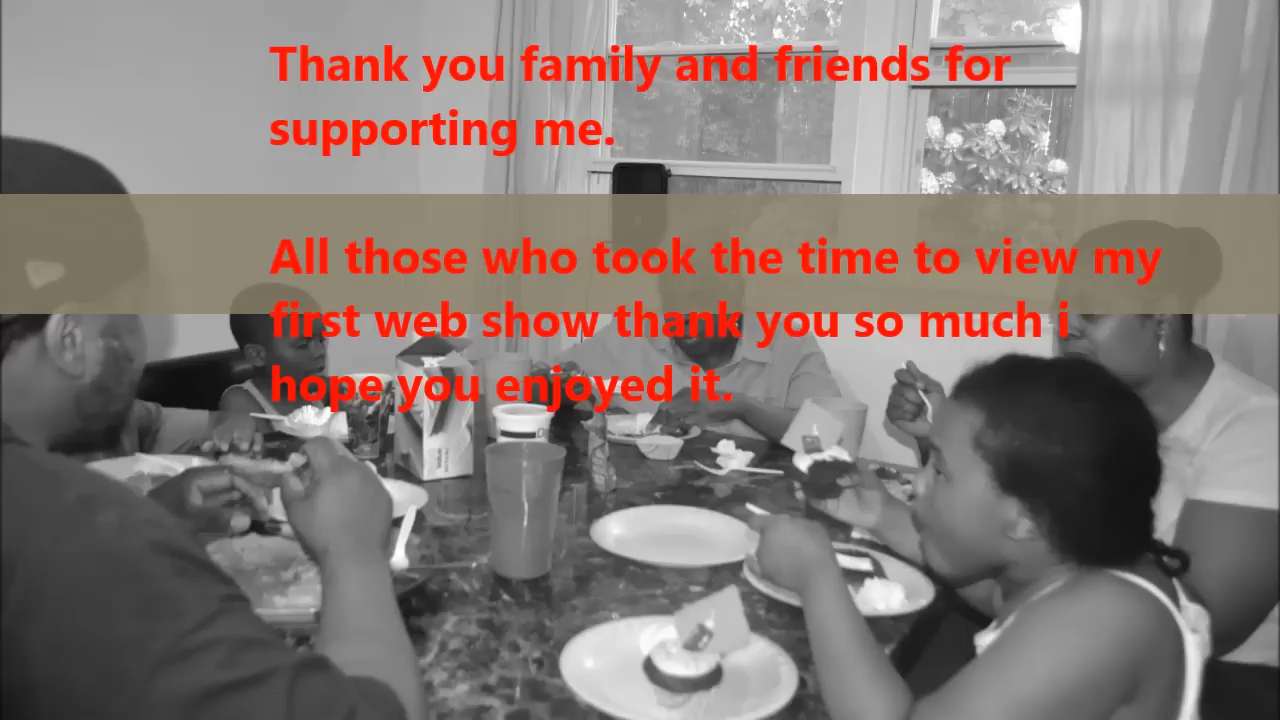 Thank you family and friends for
supporting me.
All those who took the time to view my
first web show thank you so much i
hope you enjoyed it.